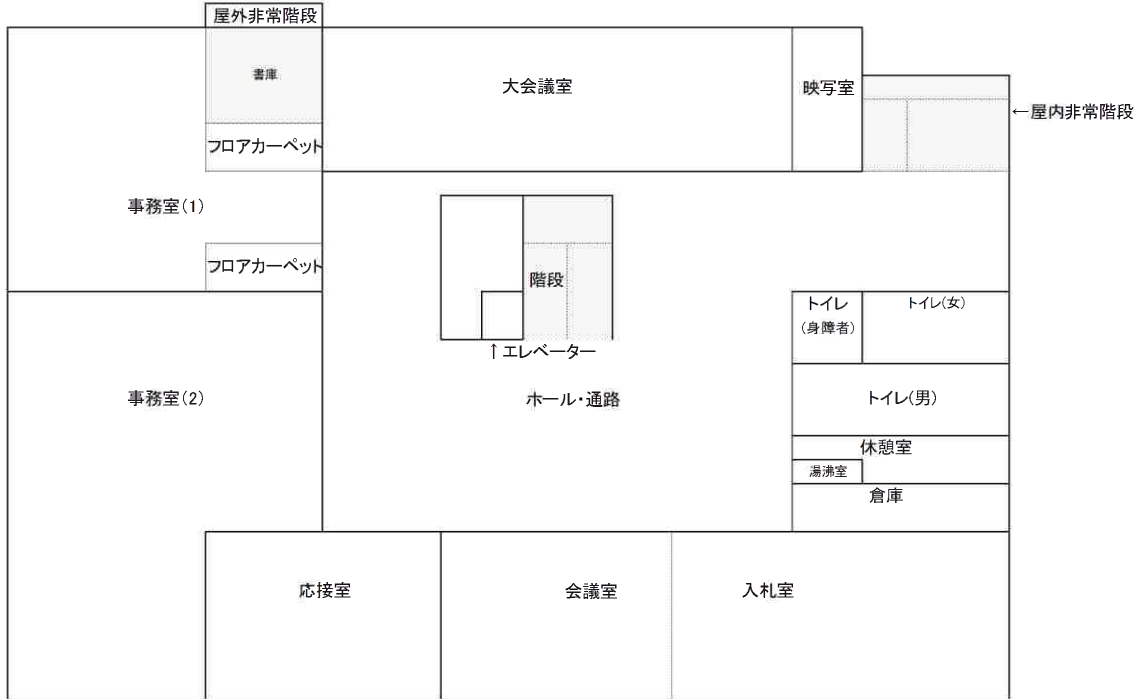 屋外非常階段
書庫
大会議室
映写室
←屋内非常階段
フロアカーペット
事務室(1)
フロアカーペット
階段
トイレ
(身障者)
トイレ(女)
↑エレベーター
事務室(2)
ホール・通路
トイレ(男)
休憩室
湯沸室
倉庫
応接室
会議室
入札室